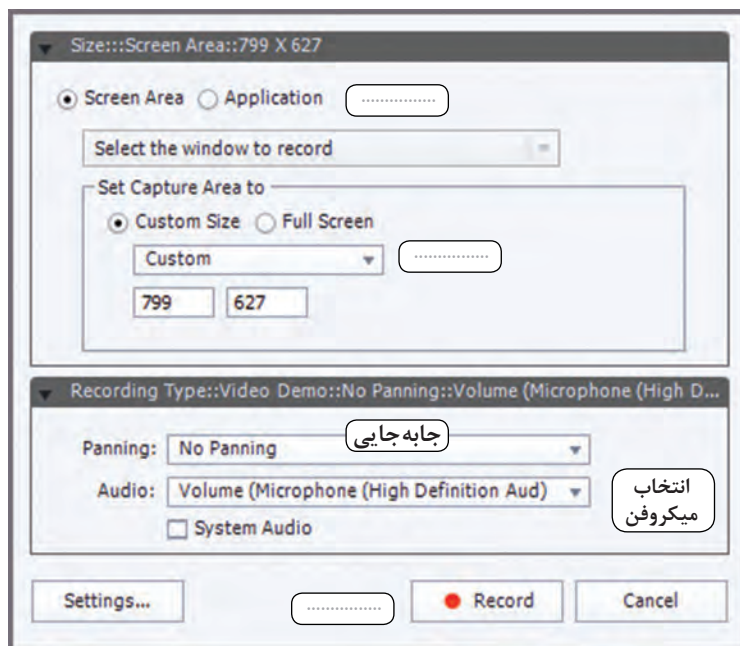 Size:::Screen Area::799 X 627
Screen Area Application ...............
Select the window to record
Set Capture Area to
Custom Size Full Screen
Custom ...............
799 627
Recording Type::Video Demo::No Panning::Volume (Microphone (High D...
Panning: No Panning جابه‌جایی
Audio: Volume (Microphone (High Definition Aud) انتخاب
میکروفن
System Audio
Settings... ............... Record Cancel